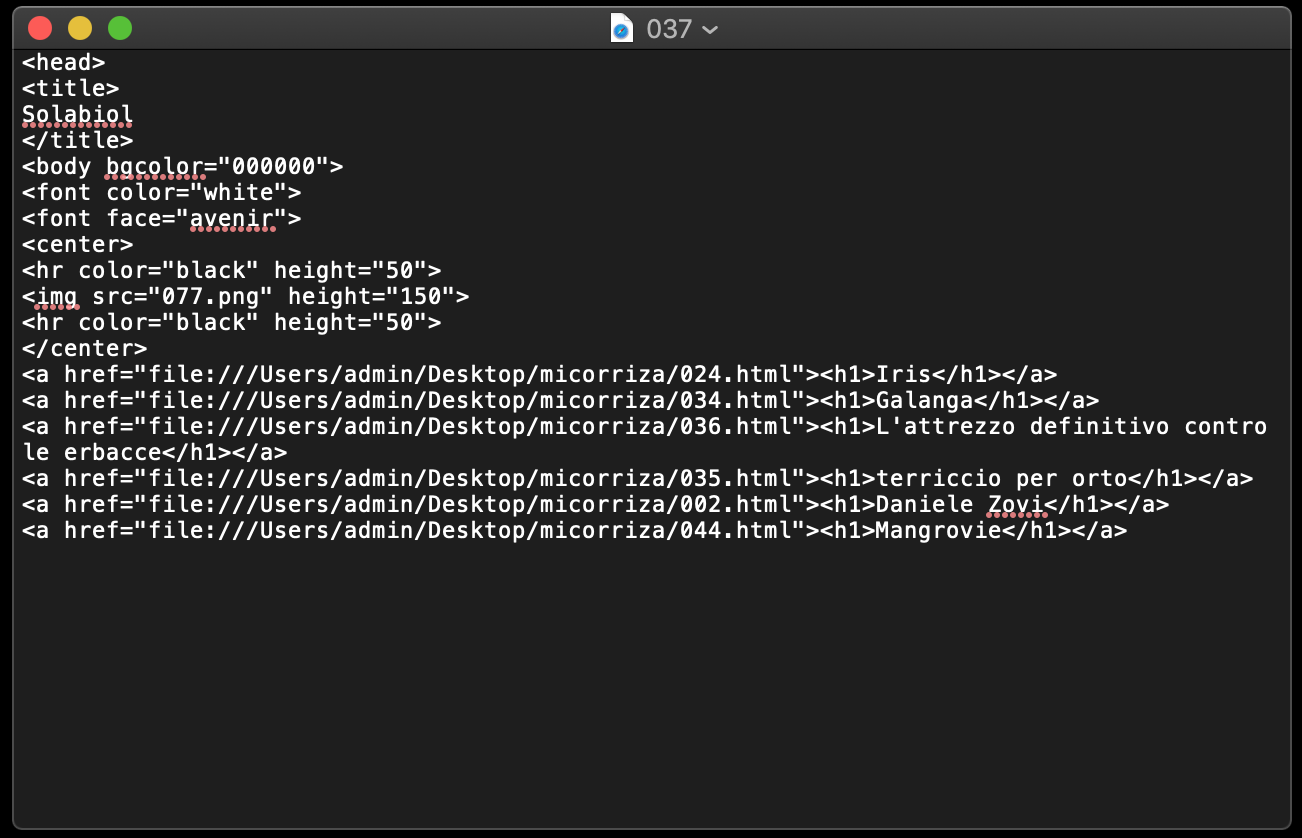 037
<head>
<title>
Solabiol
</title>
<body bgcolor="000000">
<font color="white">
<font face="avenir">
<center>
<hr color="black" height="50">
<img src="077.png" height="150">
<hr color="black" height="50">
</center>
<a href="file:///Users/admin/Desktop/micorriza/024.html"><h1>Iris</h1></a>
<a href="file:///Users/admin/Desktop/micorriza/034.html"><h1>Galanga</h1></a>
<a href="file:///Users/admin/Desktop/micorriza/036.html"><h1>L'attrezzo definitivo contro
le erbacce</h1></a>
<a href="file:///Users/admin/Desktop/micorriza/035.html"><h1>terriccio per orto</h1></a>
<a href="file:///Users/admin/Desktop/micorriza/002.html"><h1>Daniele Zovi</h1></a>
<a href="file:///Users/admin/Desktop/micorriza/044.html"><h1>Mangrovie</h1></a>